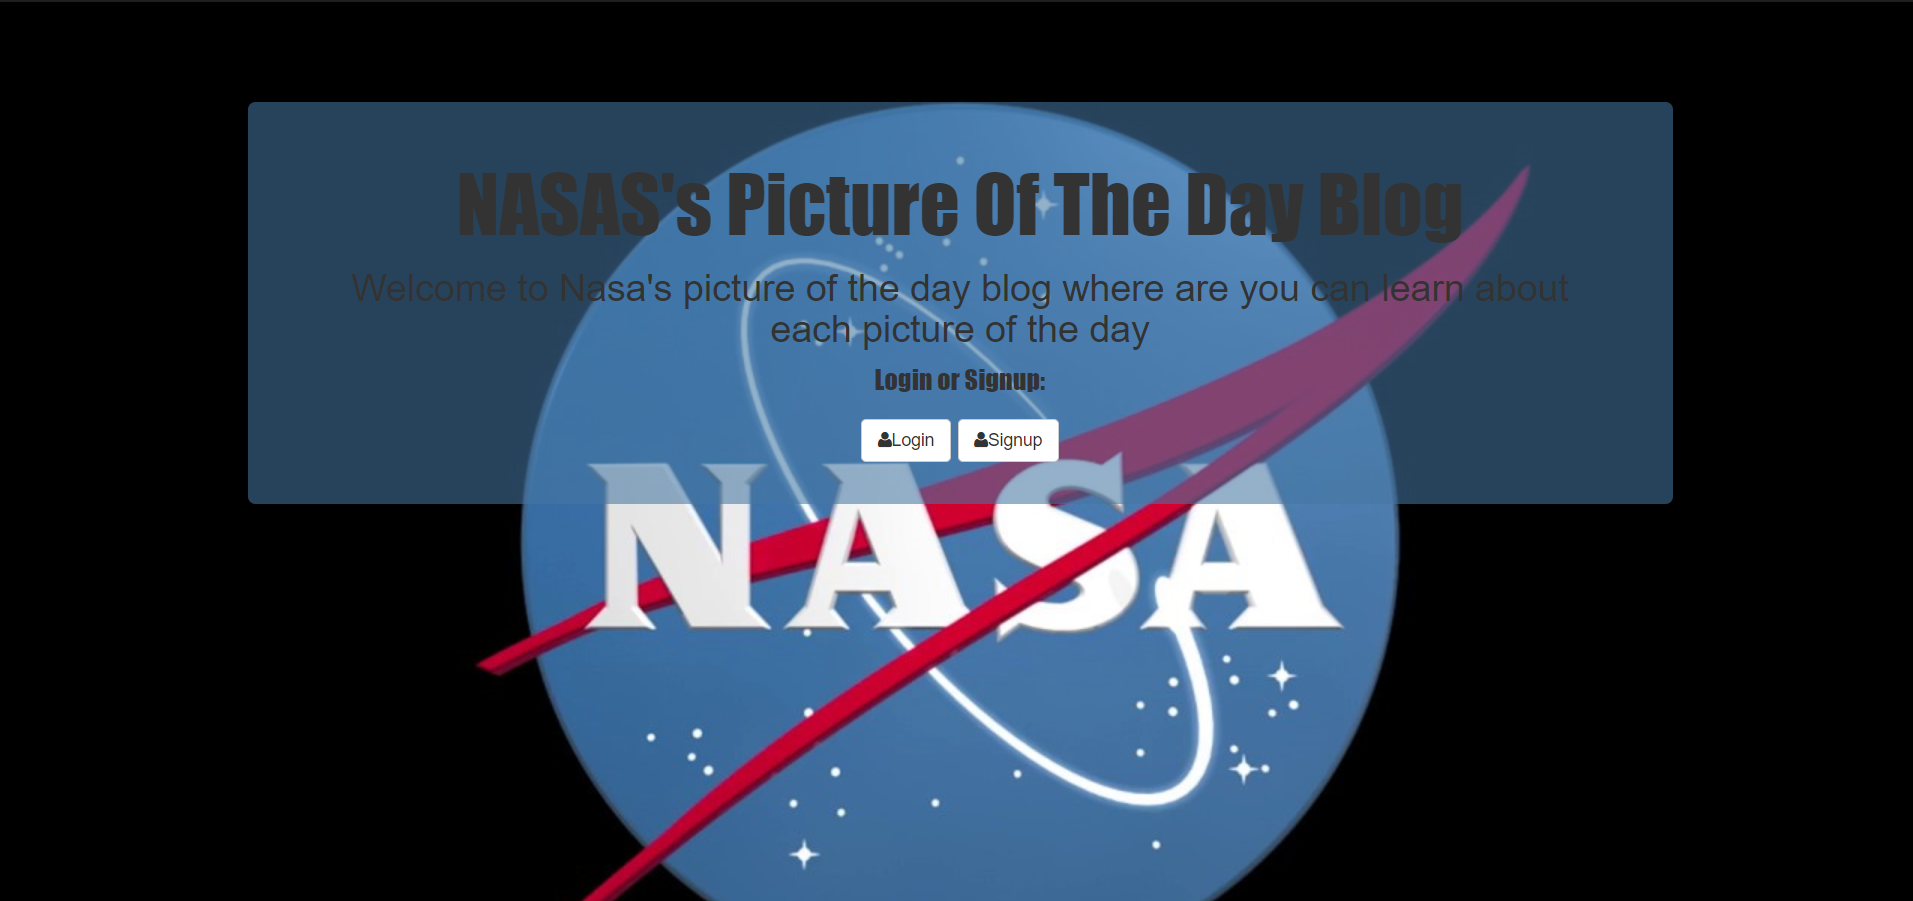 NASAS's Picture Of The Day Blog
Welcome to Nasa's picture of the day blog where are you can learn about
each picture of the day
Login or Signup:
Login Signup
NASA